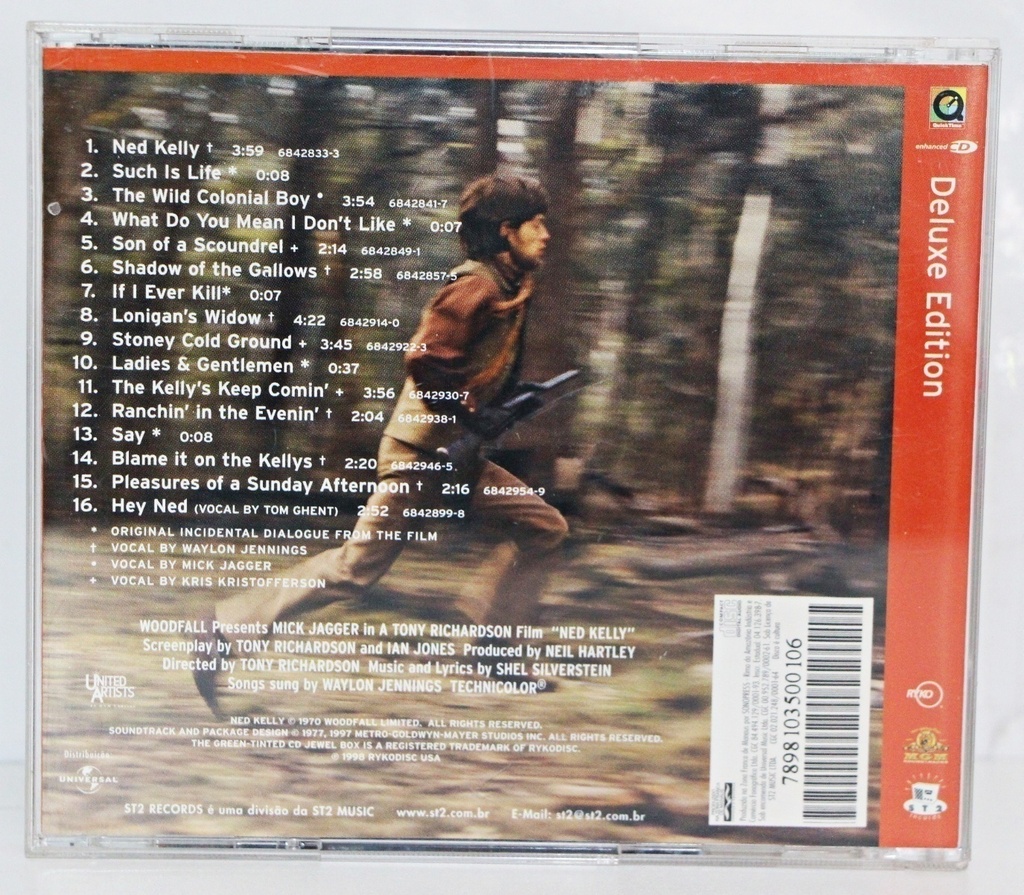 1. Ned Kelly † 3:59 6842833-3
2. Such Is Life * 0:08
3. The Wild Colonial Boy • 3:54 6842841-7
4. What Do You Mean I Don't Like * 0:07
5. Son of a Scoundrel + 2:14 6842849-1
6. Shadow of the Gallows † 2:58 6842857-5
7. If I Ever Kill* 0:07
8. Lonigan's Widow † 4:22 6842914-0
9. Stoney Cold Ground + 3:45 6842922-3
10. Ladies & Gentlemen * 0:37
11. The Kelly's Keep Comin' + 3:56 6842930-7
12. Ranchin' in the Evenin' † 2:04 6842938-1
13. Say * 0:08
14. Blame it on the Kellys † 2:20 6842946-5
15. Pleasures of a Sunday Afternoon † 2:16 6842954-9
16. Hey Ned (VOCAL BY TOM GHENT) 2:52 6842899-8
* ORIGINAL INCIDENTAL DIALOGUE FROM THE FILM
† VOCAL BY WAYLON JENNINGS
• VOCAL BY MICK JAGGER
+ VOCAL BY KRIS KRISTOFFERSON
WOODFALL Presents MICK JAGGER in A TONY RICHARDSON Film "NED KELLY"
Screenplay by TONY RICHARDSON and IAN JONES Produced by NEIL HARTLEY
Directed by TONY RICHARDSON Music and Lyrics by SHEL SILVERSTEIN
Songs sung by WAYLON JENNINGS TECHNICOLOR®
UNITED
ARTISTS
NED KELLY © 1970 WOODFALL LIMITED. ALL RIGHTS RESERVED.
SOUNDTRACK AND PACKAGE DESIGN © 1977, 1997 METRO-GOLDWYN-MAYER STUDIOS INC. ALL RIGHTS RESERVED.
THE GREEN-TINTED CD JEWEL BOX IS A REGISTERED TRADEMARK OF RYKODISC.
© 1998 RYKODISC USA
Distribuição
UNIVERSAL
ST2 RECORDS é uma divisão da ST2 MUSIC www.st2.com.br E-Mail: st2@st2.com.br
QuickTime
enhanced CD
Deluxe Edition
RYKO
MGM
ST2
7898103500106